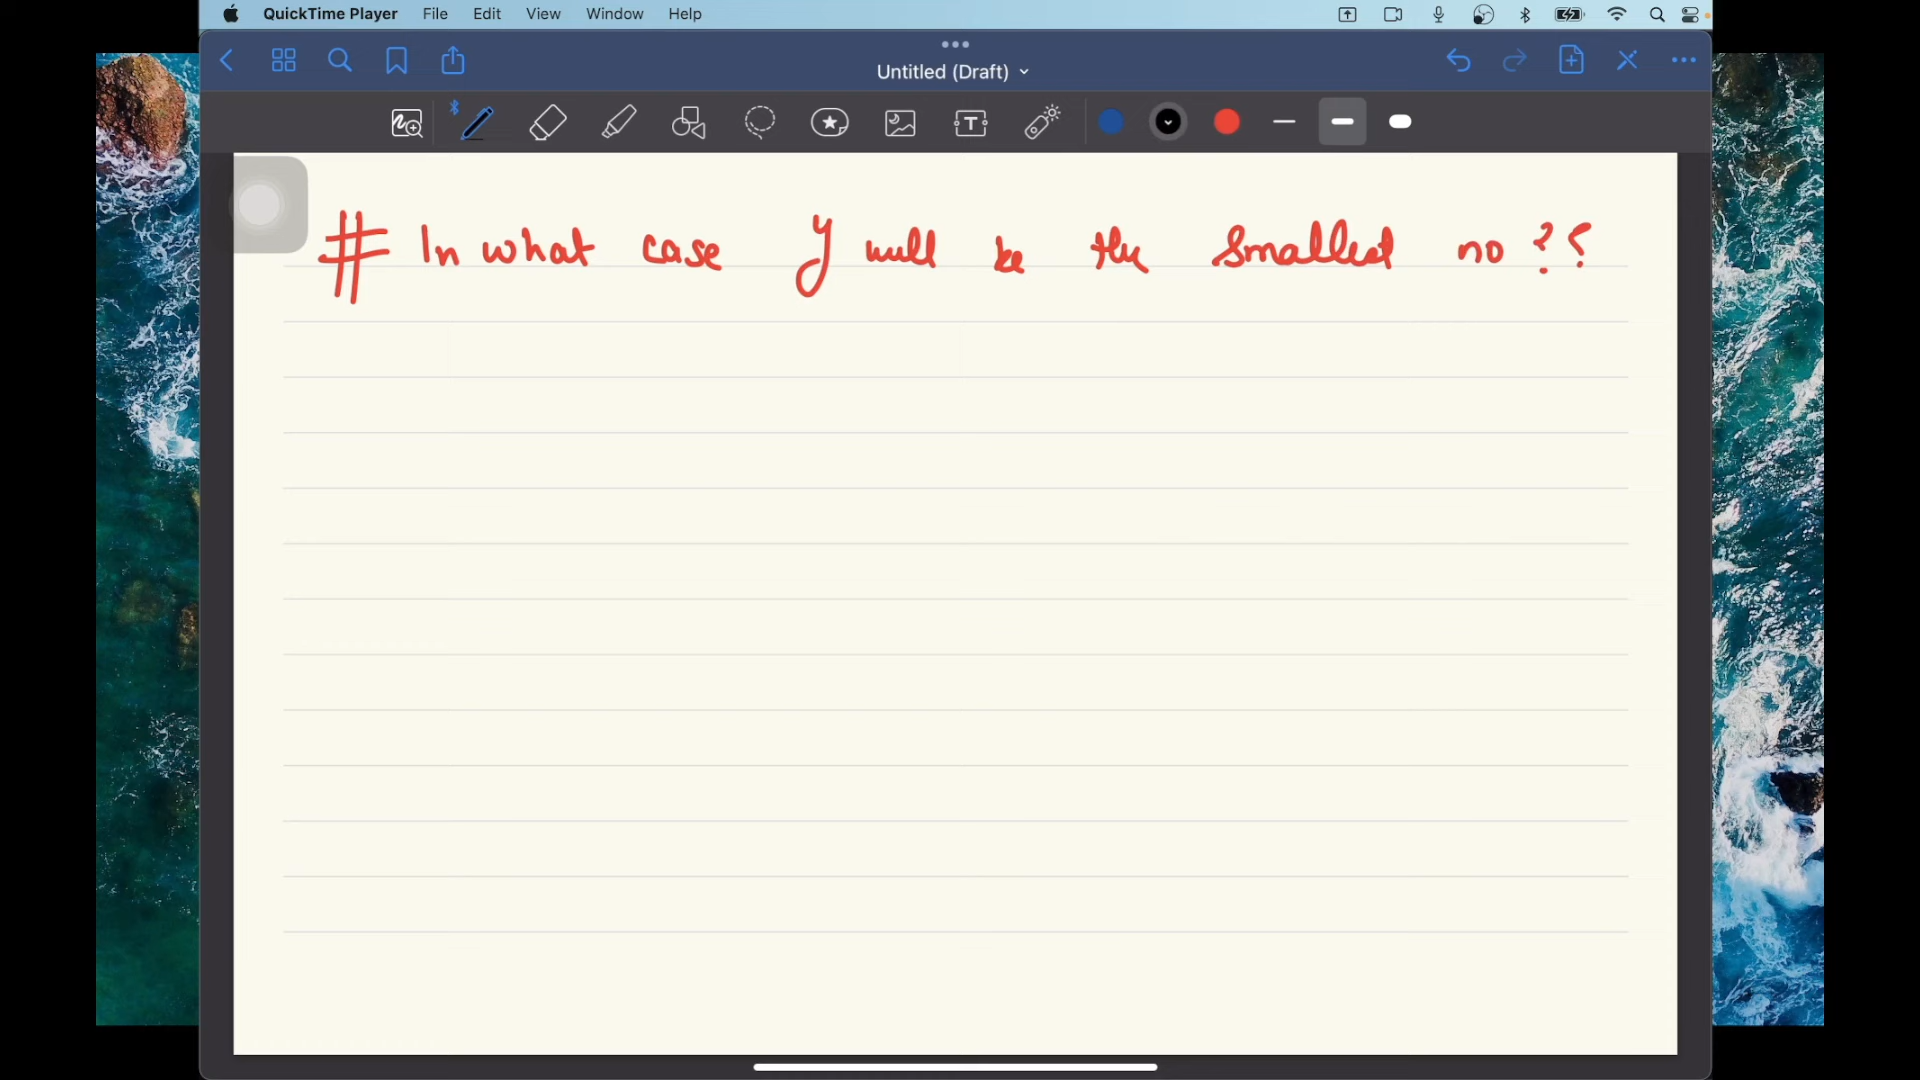 QuickTime Player File Edit View Window Help
Untitled (Draft)
T
# In what case y will be the smallest no ??